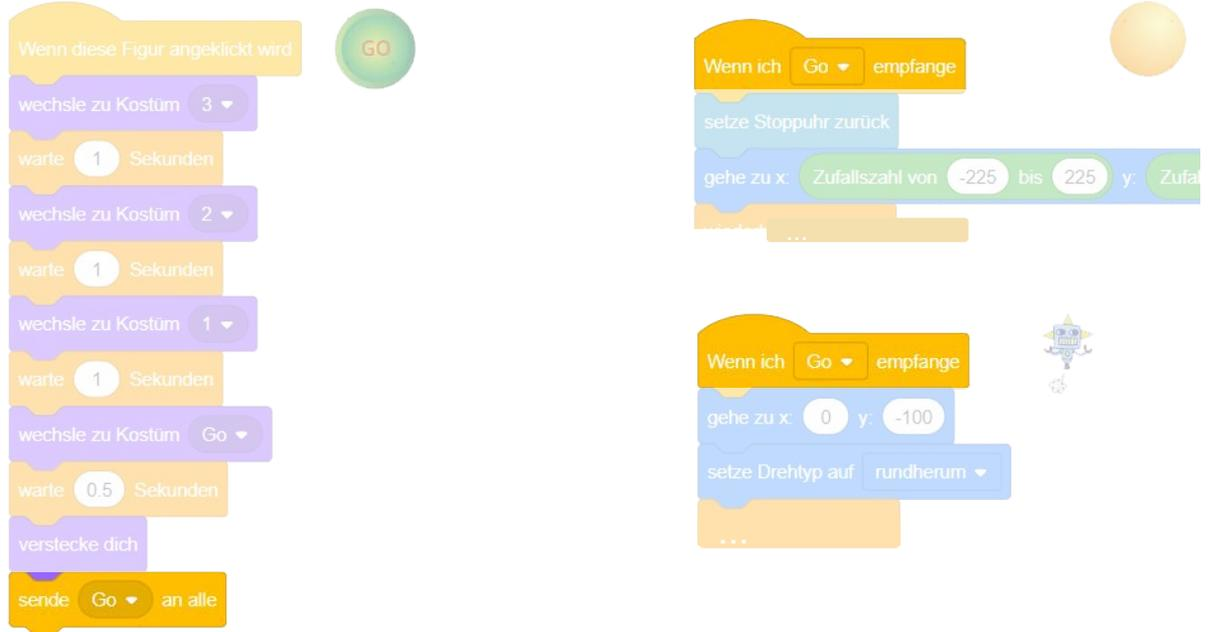 Wenn diese Figur angeklickt wird
GO
wechsle zu Kostüm 3
warte 1 Sekunden
wechsle zu Kostüm 2
warte 1 Sekunden
wechsle zu Kostüm 1
warte 1 Sekunden
wechsle zu Kostüm Go
warte 0.5 Sekunden
verstecke dich
sende Go an alle
Wenn ich Go empfange
setze Stoppuhr zurück
gehe zu x: Zufallszahl von -225 bis 225 y:
...
Wenn ich Go empfange
gehe zu x: 0 y: -100
setze Drehtyp auf rundherum
...